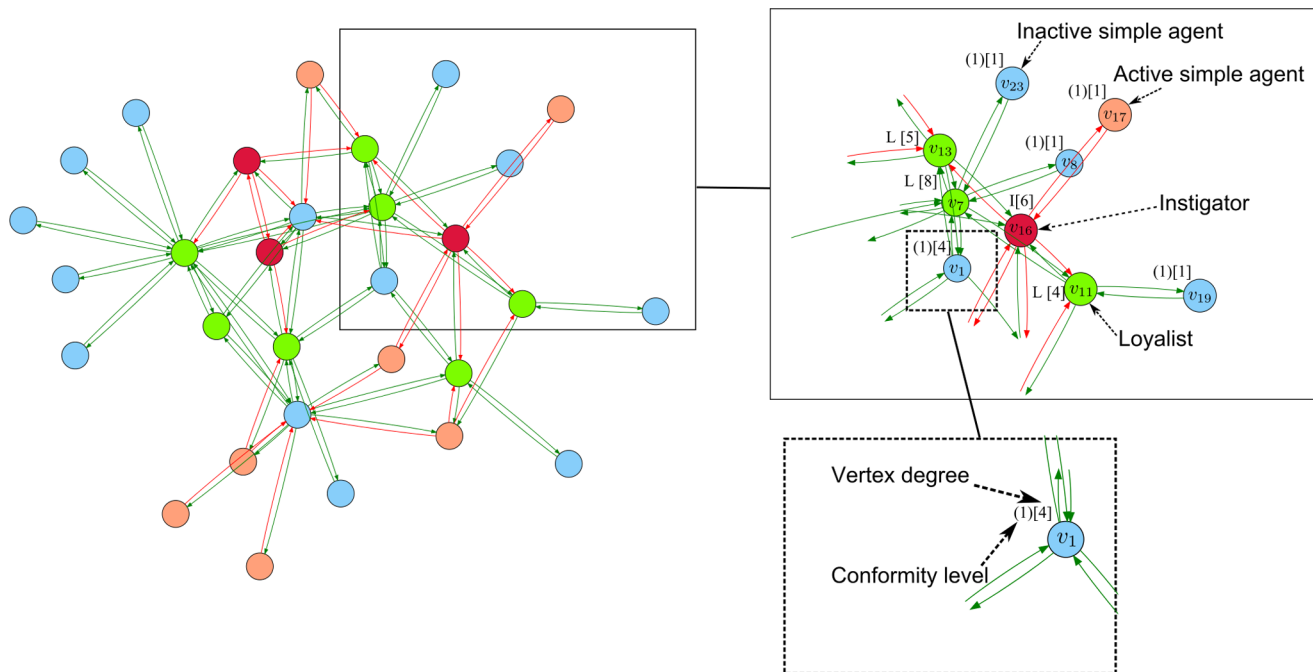 Inactive simple agent
(1)[1]
v23
Active simple agent
(1)[1]
v17
L [5]
v13
(1)[1]
v8
L [8]
v7
I[6]
v16
Instigator
(1)[4]
v1
(1)[1]
L [4]
v11
v19
Loyalist
Vertex degree
(1)[4]
v1
Conformity level